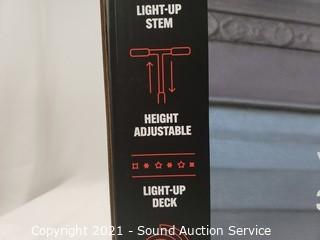 LIGHT-UP
STEM
HEIGHT
ADJUSTABLE
LIGHT-UP
DECK
Copyright 2021 - Sound Auction Service